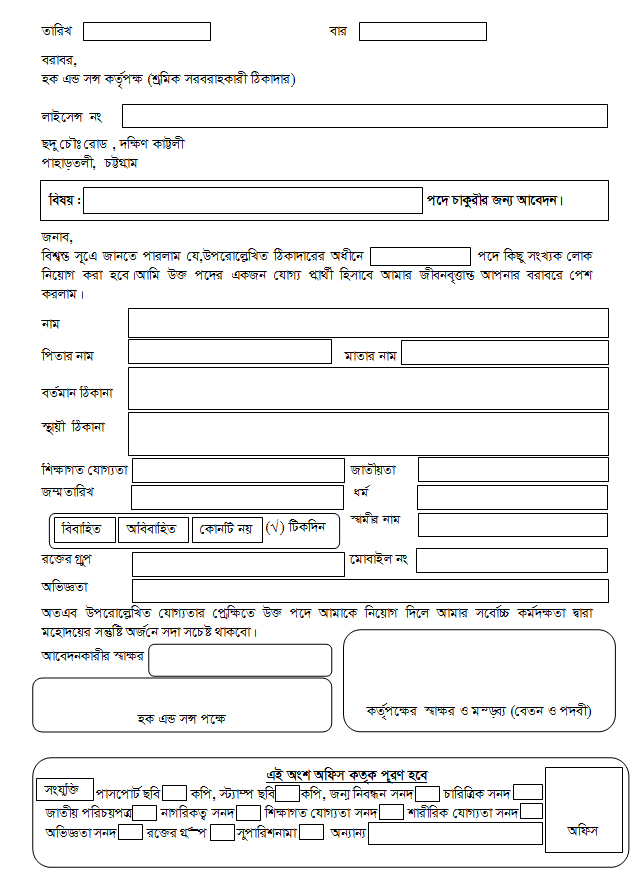 তারিখ বার
বরাবর,
হক এন্ড সন্স কর্তৃপক্ষ (শ্রমিক সরবরাহকারী ঠিকাদার)
লাইসেন্স নং
ছদু চৌঃ রোড , দক্ষিণ কাট্টলী
পাহাড়তলী, চট্টগ্রাম
বিষয় : পদে চাকুরীর জন্য আবেদন।
জনাব,
বিশ্বস্ত সূএে জানতে পারলাম যে,উপরোল্লেখিত ঠিকাদারের অধীনে পদে কিছু সংখ্যক লোক
নিয়োগ করা হবে।আমি উক্ত পদের একজন যোগ্য প্রার্থী হিসাবে আমার জীবনবৃত্তান্ত আপনার বরাবরে পেশ
করলাম।
নাম
পিতার নাম মাতার নাম
বর্তমান ঠিকানা
স্থায়ী ঠিকানা
শিক্ষাগত যোগ্যতা জাতীয়তা
জন্মতারিখ ধর্ম
বিবাহিত অবিবাহিত কোনটি নয় (√) টিকদিন স্বামীর নাম
রক্তের গ্রুপ মোবাইল নং
অভিজ্ঞতা
অতএব উপরোল্লেখিত যোগ্যতার প্রেক্ষিতে উক্ত পদে আমাকে নিয়োগ দিলে আমার সর্বোচ্চ কর্মদক্ষতা দ্বারা
মহোদয়ের সন্তুষ্টি অর্জনে সদা সচেষ্ট থাকবো।
আবেদনকারীর স্বাক্ষর
কর্তৃপক্ষের স্বাক্ষর ও মন্ড়ব্য (বেতন ও পদবী)
হক এন্ড সন্স পক্ষে
এই অংশ অফিস কতৃক পূরণ হবে
সংযুক্তি পাসপোর্ট ছবি কপি, স্ট্যাম্প ছবি কপি, জন্ম নিবন্ধন সনদ চারিত্রিক সনদ
জাতীয় পরিচয়পত্র নাগরিকত্ব সনদ শিক্ষাগত যোগ্যতা সনদ শারীরিক যোগ্যতা সনদ
অভিজ্ঞতা সনদ রক্তের গ্রুপ সূপারিশনামা অন্যান্য অফিস